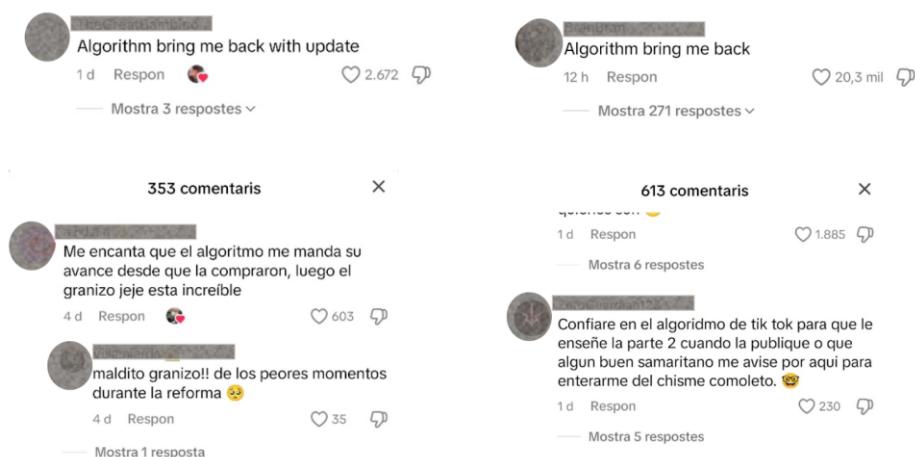 Algorithm bring me back with update
1 d Respon 2.672
Mostra 3 respostes
Algorithm bring me back
12 h Respon 20,3 mil
Mostra 271 respostes
353 comentaris
Me encanta que el algoritmo me manda su
avance desde que la compraron, luego el
granizo jeje esta increíble
4 d Respon 603
maldito granizo!! de los peores momentos
durante la reforma 🥺
4 d Respon 35
Mostra 1 resposta
613 comentaris
1 d Respon 1.885
Mostra 6 respostes
Confiare en el algoridmo de tik tok para que le
enseñe la parte 2 cuando la publique o que
algun buen samaritano me avise por aqui para
enterarme del chisme comoleto. 🤓
1 d Respon 230
Mostra 5 respostes